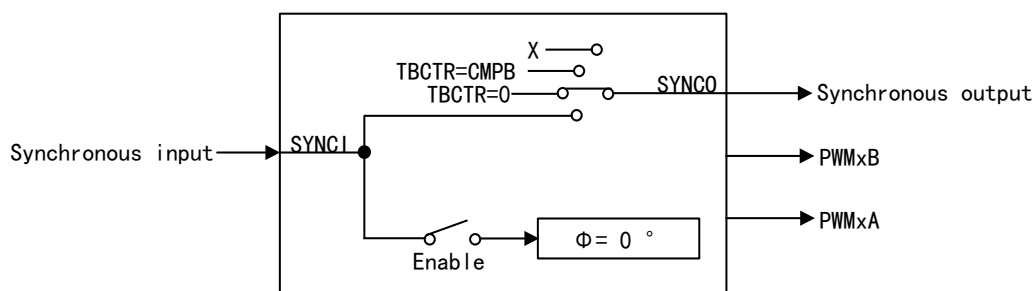 X
TBCTR=CMPB
TBCTR=0
SYNCO
Synchronous output
Synchronous input
SYNCI
PWMxB
PWMxA
Φ= 0 °
Enable